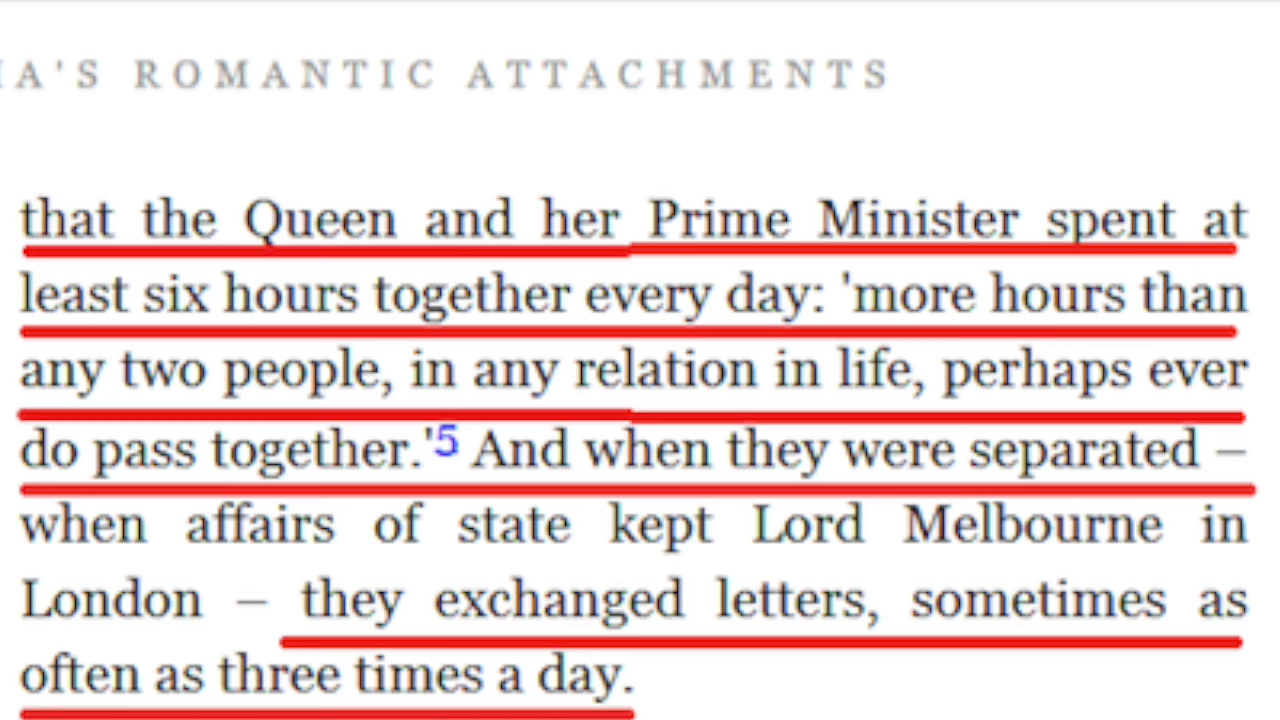 A'S ROMANTIC ATTACHMENTS
that the Queen and her Prime Minister spent at
least six hours together every day: 'more hours than
any two people, in any relation in life, perhaps ever
do pass together.'5 And when they were separated –
when affairs of state kept Lord Melbourne in
London – they exchanged letters, sometimes as
often as three times a day.